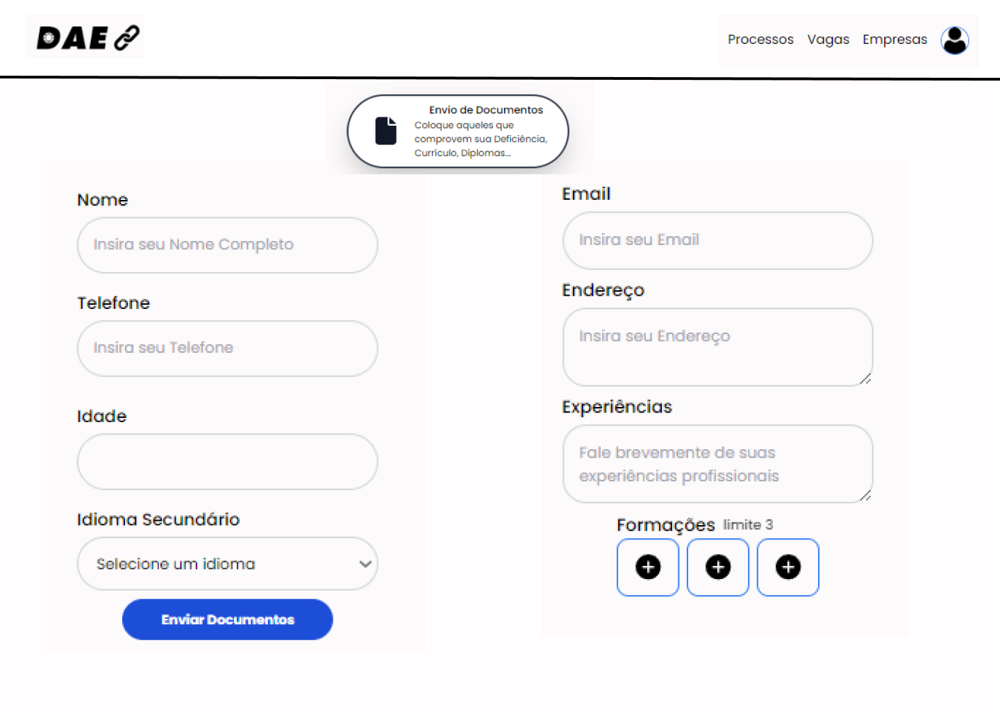 DAE
Processos Vagas Empresas
Envio de Documentos
Coloque aqueles que
comprovem sua Deficiência,
Currículo, Diplomas...
Nome
Insira seu Nome Completo
Telefone
Insira seu Telefone
Idade
Idioma Secundário
Selecione um idioma
Enviar Documentos
Email
Insira seu Email
Endereço
Insira seu Endereço
Experiências
Fale brevemente de suas
experiências profissionais
Formações limite 3